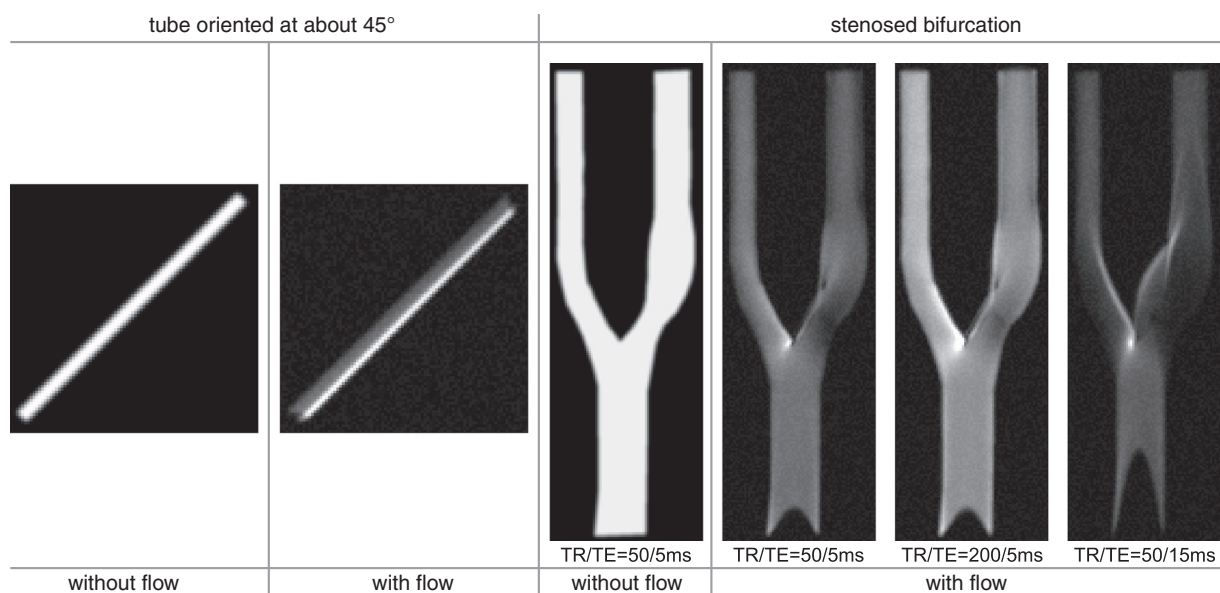 tube oriented at about 45° stenosed bifurcation
TR/TE=50/5ms TR/TE=50/5ms TR/TE=200/5ms TR/TE=50/15ms
without flow with flow without flow with flow